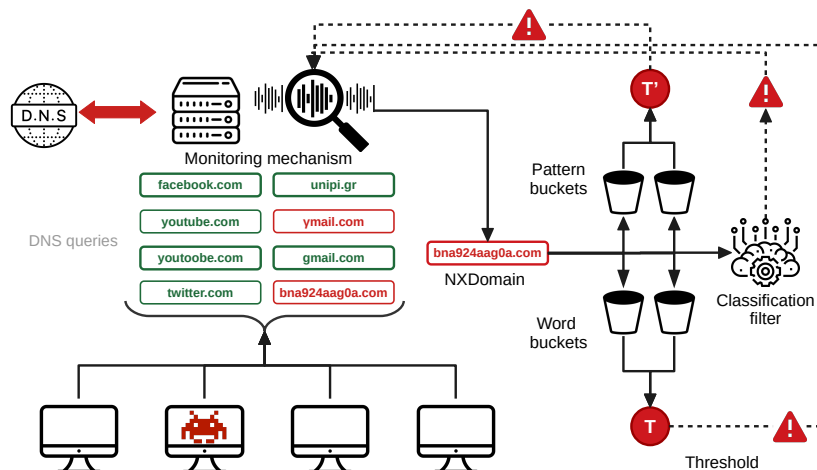 D.N.S
Monitoring mechanism
DNS queries
facebook.com
unipi.gr
youtube.com
ymail.com
youtoobe.com
gmail.com
twitter.com
bna924aag0a.com
bna924aag0a.com
NXDomain
T'
Pattern
buckets
Word
buckets
Classification
filter
T
Threshold